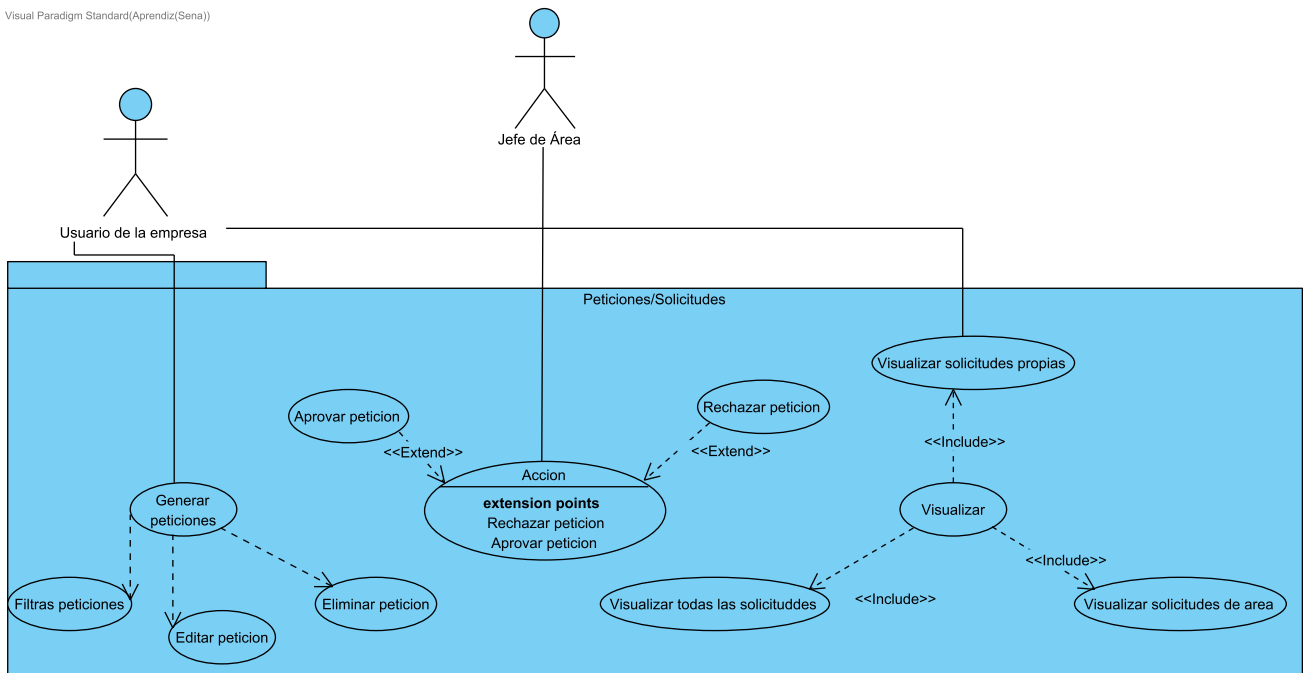 Visual Paradigm Standard(Aprendiz(Sena))
Jefe de Área
Usuario de la empresa
Peticiones/Solicitudes
Visualizar solicitudes propias
Aprovar peticion
Rechazar peticion
<<Extend>>
<<Extend>>
<<Include>>
Accion
extension points
Rechazar peticion
Aprovar peticion
Generar
peticiones
Visualizar
<<Include>>
<<Include>>
Filtras peticiones
Eliminar peticion
Visualizar todas las solicituddes
Visualizar solicitudes de area
Editar peticion